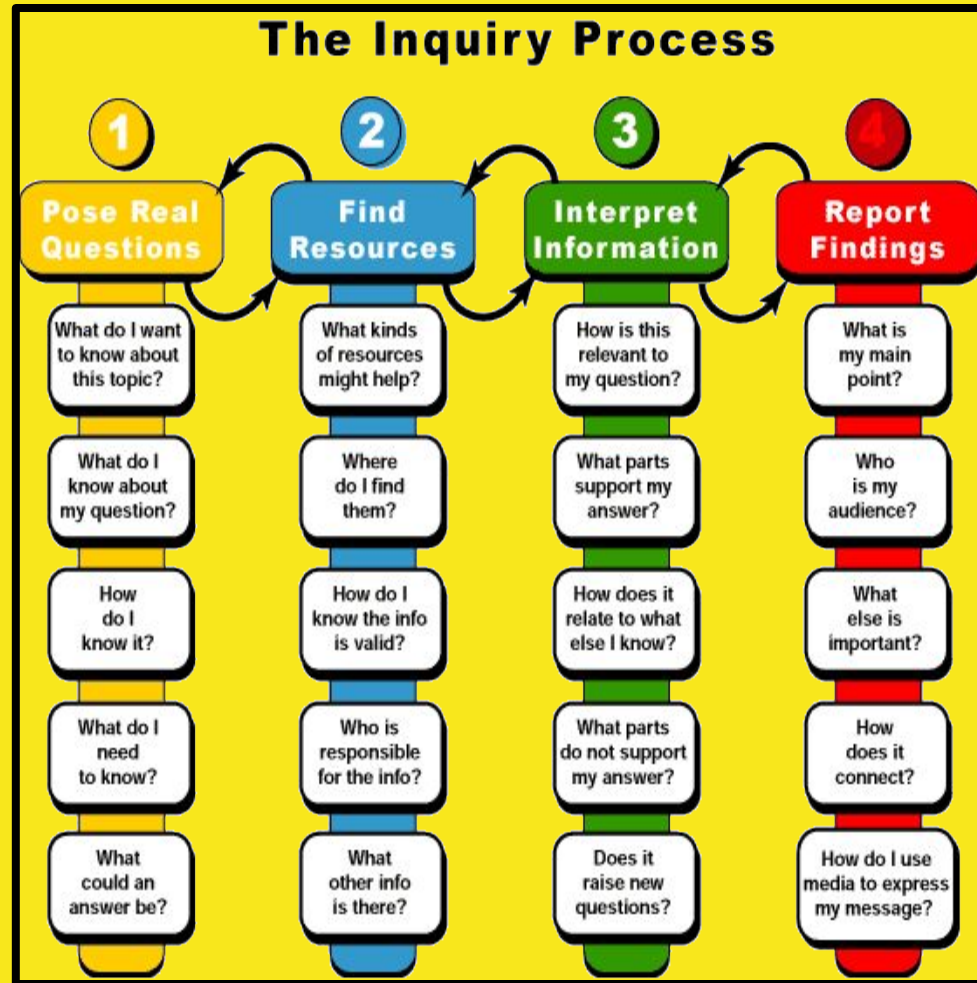 The Inquiry Process
1
Pose Real
Questions
What do I want
to know about
this topic?
What do I
know about
my question?
How
do I
know it?
What do I
need
to know?
What
could an
answer be?
2
Find
Resources
What kinds
of resources
might help?
Where
do I find
them?
How do I
know the info
is valid?
Who is
responsible
for the info?
What
other info
is there?
3
Interpret
Information
How is this
relevant to
my question?
What parts
support my
answer?
How does it
relate to what
else I know?
What parts
do not support
my answer?
Does it
raise new
questions?
4
Report
Findings
What is
my main
point?
Who
is my
audience?
What
else is
important?
How
does it
connect?
How do I use
media to express
my message?